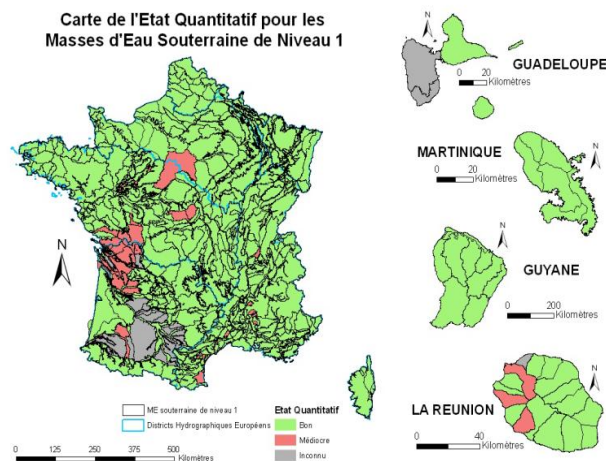 Carte de l'Etat Quantitatif pour les
Masses d'Eau Souterraine de Niveau 1
N
GUADELOUPE
0 20
Kilomètres
MARTINIQUE
N
0 20
Kilomètres
N
GUYANE
0 200
Kilomètres
N
LA REUNION
0 40
Kilomètres
N
ME souterraine de niveau 1
Districts Hydrographiques Européens
Etat Quantitatif
Bon
Médiocre
Inconnu
0 125 250 375 500
Kilomètres